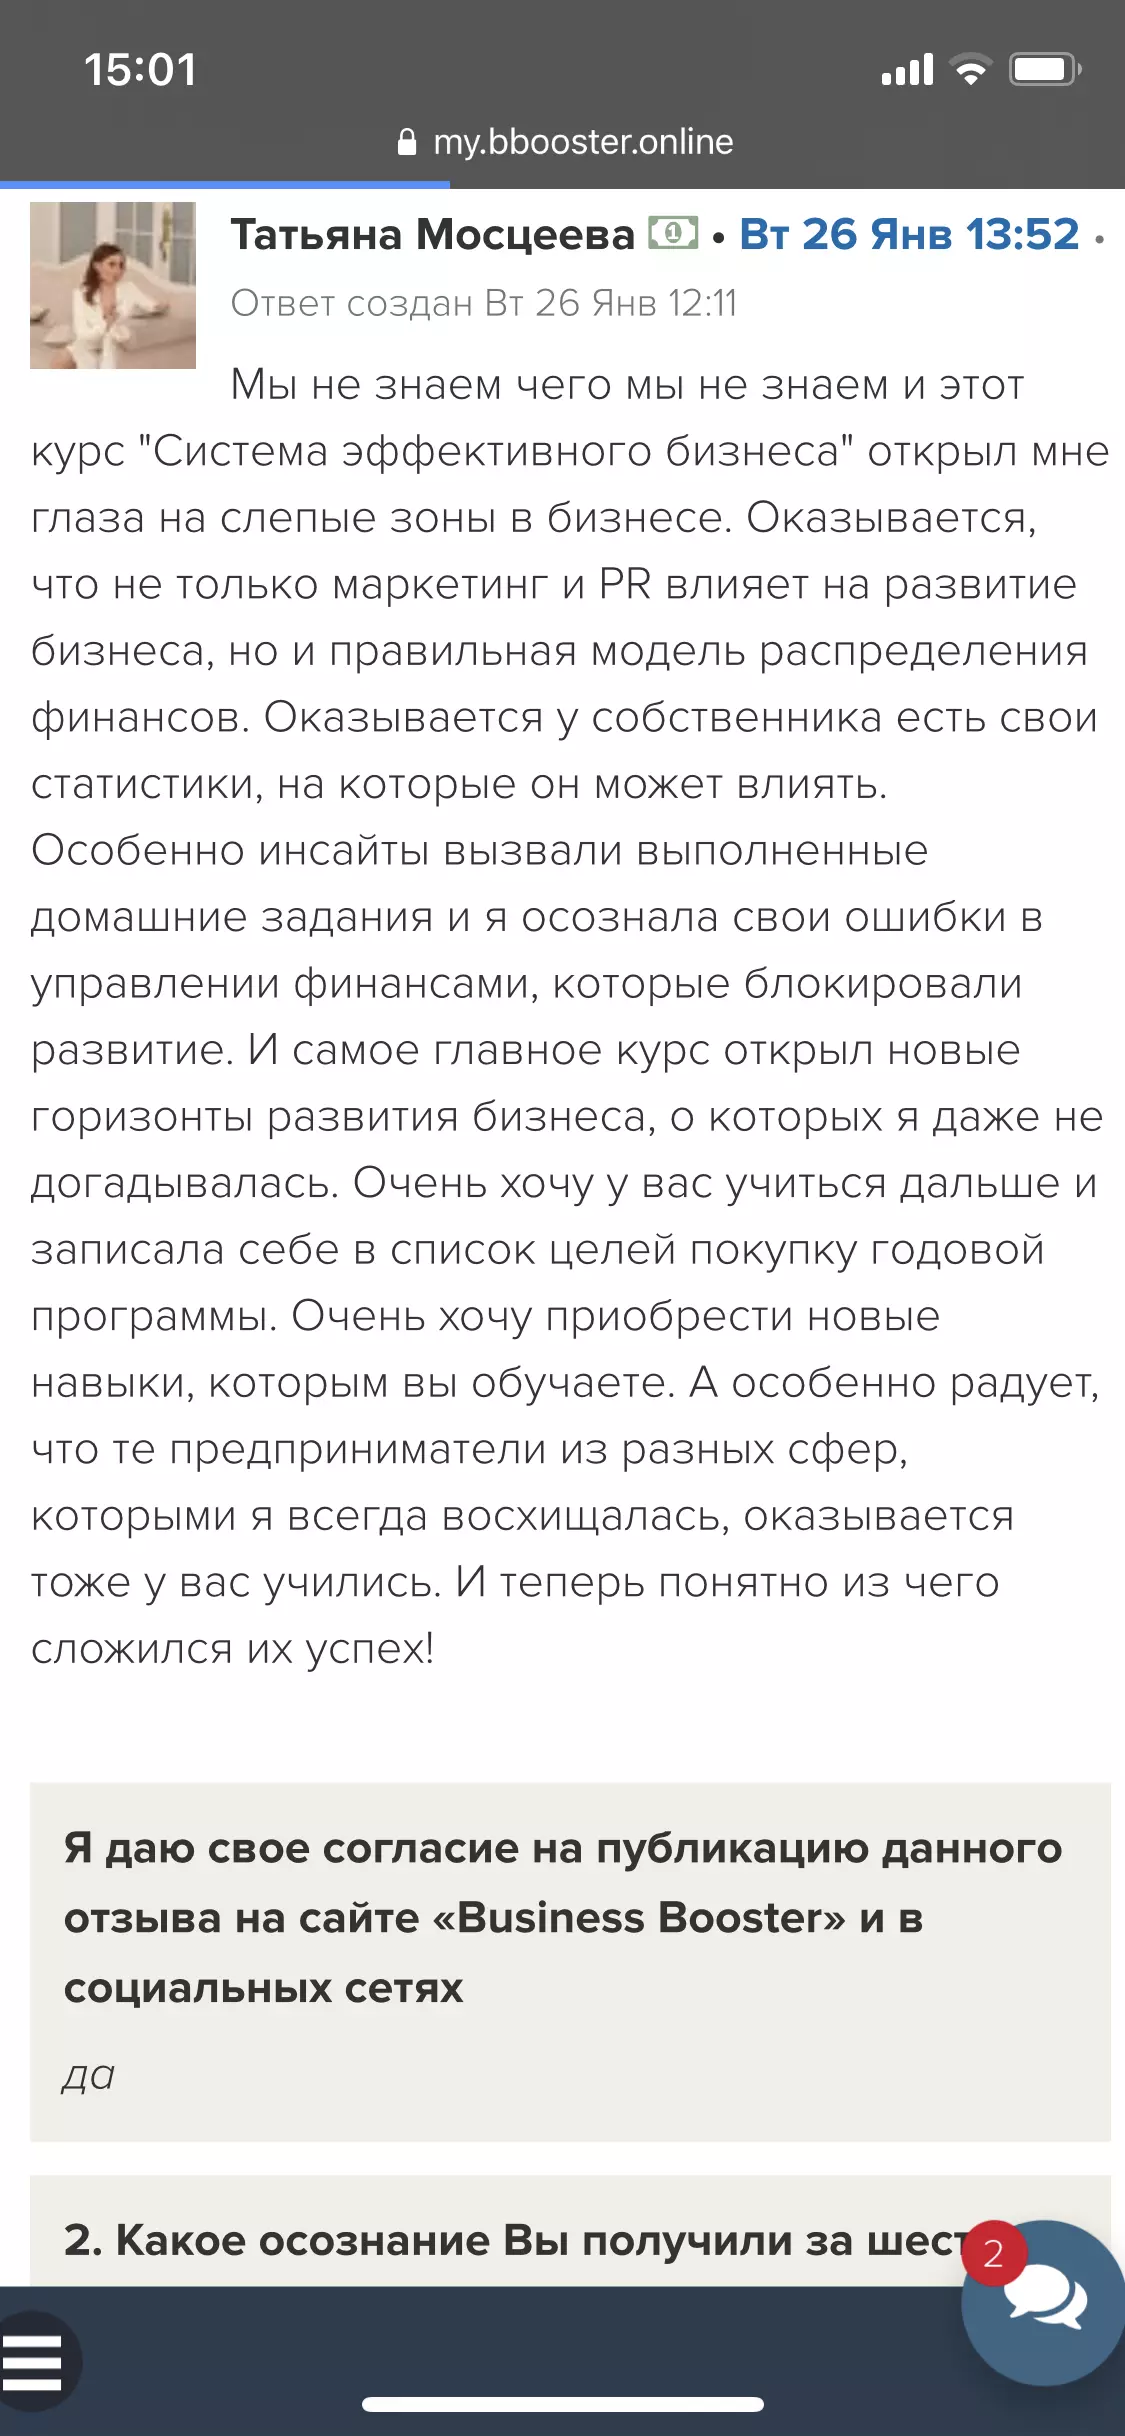 15:01
my.bbooster.online
Татьяна Мосцеева 1 • Вт 26 Янв 13:52 •
Ответ создан Вт 26 Янв 12:11
Мы не знаем чего мы не знаем и этот
курс "Система эффективного бизнеса" открыл мне
глаза на слепые зоны в бизнесе. Оказывается,
что не только маркетинг и PR влияет на развитие
бизнеса, но и правильная модель распределения
финансов. Оказывается у собственника есть свои
статистики, на которые он может влиять.
Особенно инсайты вызвали выполненные
домашние задания и я осознала свои ошибки в
управлении финансами, которые блокировали
развитие. И самое главное курс открыл новые
горизонты развития бизнеса, о которых я даже не
догадывалась. Очень хочу у вас учиться дальше и
записала себе в список целей покупку годовой
программы. Очень хочу приобрести новые
навыки, которым вы обучаете. А особенно радует,
что те предприниматели из разных сфер,
которыми я всегда восхищалась, оказывается
тоже у вас учились. И теперь понятно из чего
сложился их успех!
Я даю свое согласие на публикацию данного
отзыва на сайте «Business Booster» и в
социальных сетях
да
2. Какое осознание Вы получили за шест
2